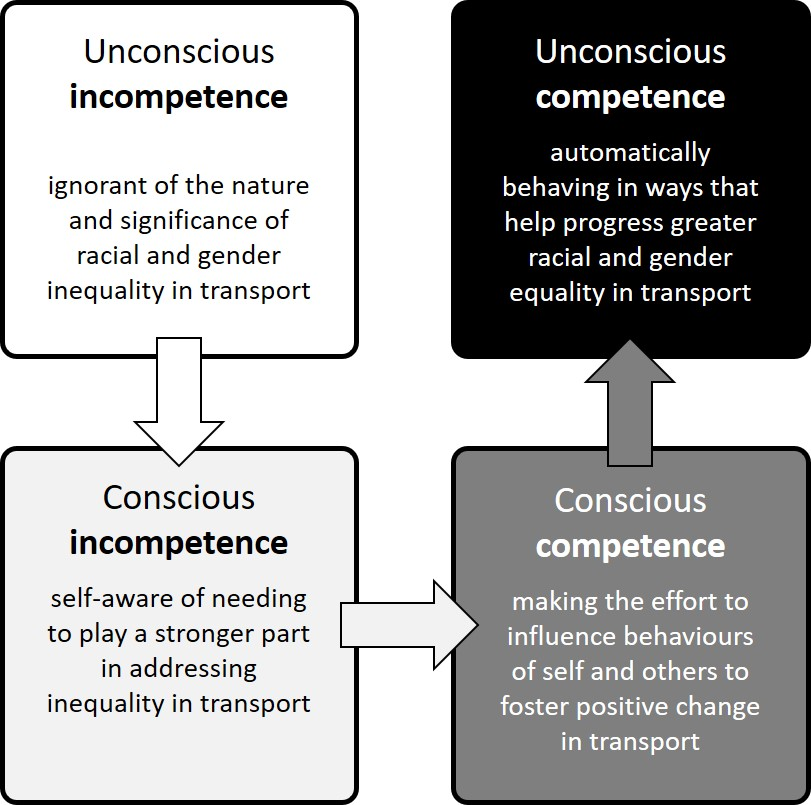 Unconscious
incompetence
ignorant of the nature
and significance of
racial and gender
inequality in transport
Conscious
incompetence
self-aware of needing
to play a stronger part
in addressing
inequality in transport
Conscious
competence
making the effort to
influence behaviours
of self and others to
foster positive change
in transport
Unconscious
competence
automatically
behaving in ways that
help progress greater
racial and gender
equality in transport